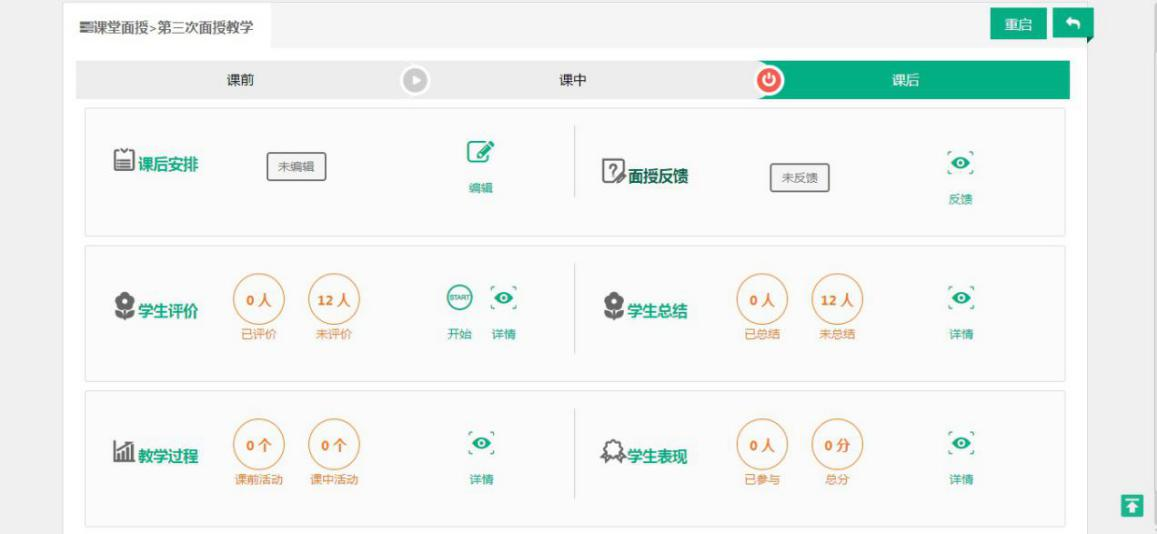 课堂面授>第三次面授教学
重启
课前
课中
课后
课后安排
未编辑
编辑
面授反馈
未反馈
反馈
学生评价
0人
已评价
12人
未评价
START
开始
详情
学生总结
0人
已总结
12人
未总结
详情
教学过程
0个
课前活动
0个
课中活动
详情
学生表现
0人
已参与
0分
总分
详情